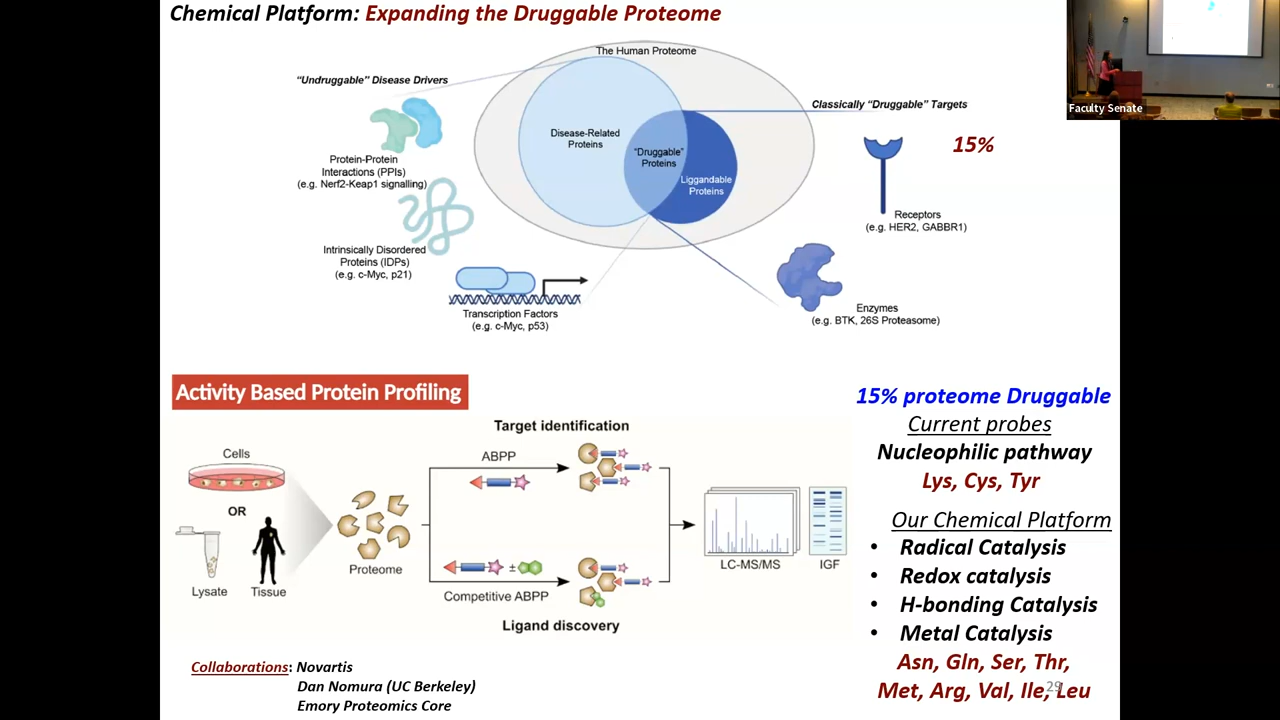 Chemical Platform: Expanding the Druggable Proteome
Faculty Senate
The Human Proteome
"Undruggable" Disease Drivers
Classically "Druggable" Targets
15%
Disease-Related
Proteins
"Druggable"
Proteins
Liggandable
Proteins
Protein-Protein
Interactions (PPIs)
(e.g. Nerf2-Keap1 signalling)
Receptors
(e.g. HER2, GABBR1)
Intrinsically Disordered
Proteins (IDPs)
(e.g. c-Myc, p21)
Transcription Factors
(e.g. c-Myc, p53)
Enzymes
(e.g. BTK, 26S Proteasome)
Activity Based Protein Profiling
Target identification
Cells
OR
Lysate
Tissue
Proteome
ABPP
±
Competitive ABPP
Ligand discovery
LC-MS/MS
IGF
15% proteome Druggable
Current probes
Nucleophilic pathway
Lys, Cys, Tyr
Our Chemical Platform
• Radical Catalysis
• Redox catalysis
• H-bonding Catalysis
• Metal Catalysis
Asn, Gln, Ser, Thr,
Met, Arg, Val, Ile, Leu
29
Collaborations: Novartis
Dan Nomura (UC Berkeley)
Emory Proteomics Core